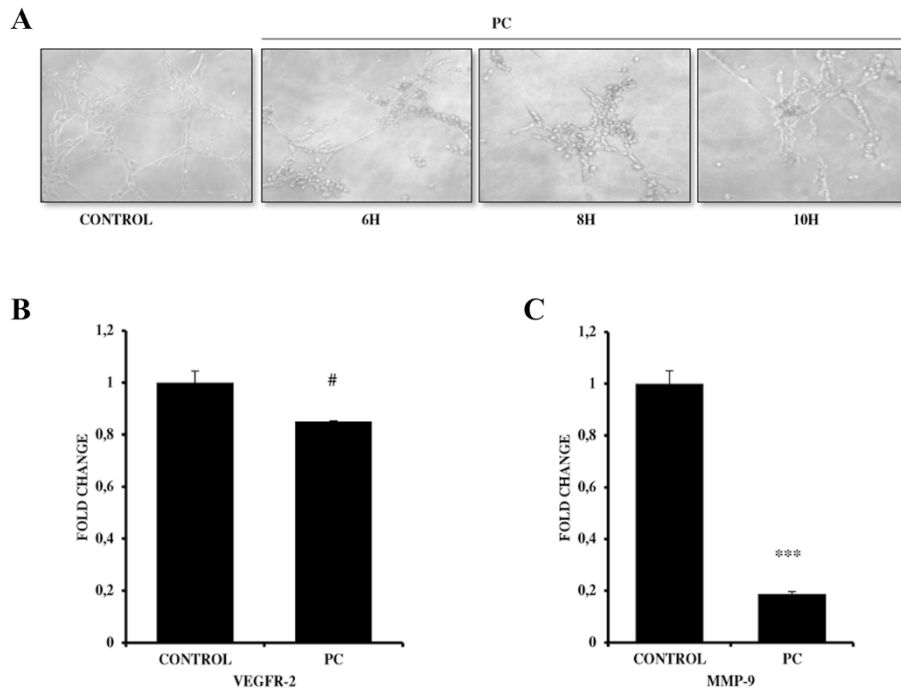 A
PC
CONTROL 6H 8H 10H
B
1,2
1
0,8
0,6
0,4
0,2
0
FOLD CHANGE
#
CONTROL PC
VEGFR-2
C
1,2
1
0,8
0,6
0,4
0,2
0
FOLD CHANGE
***
CONTROL PC
MMP-9